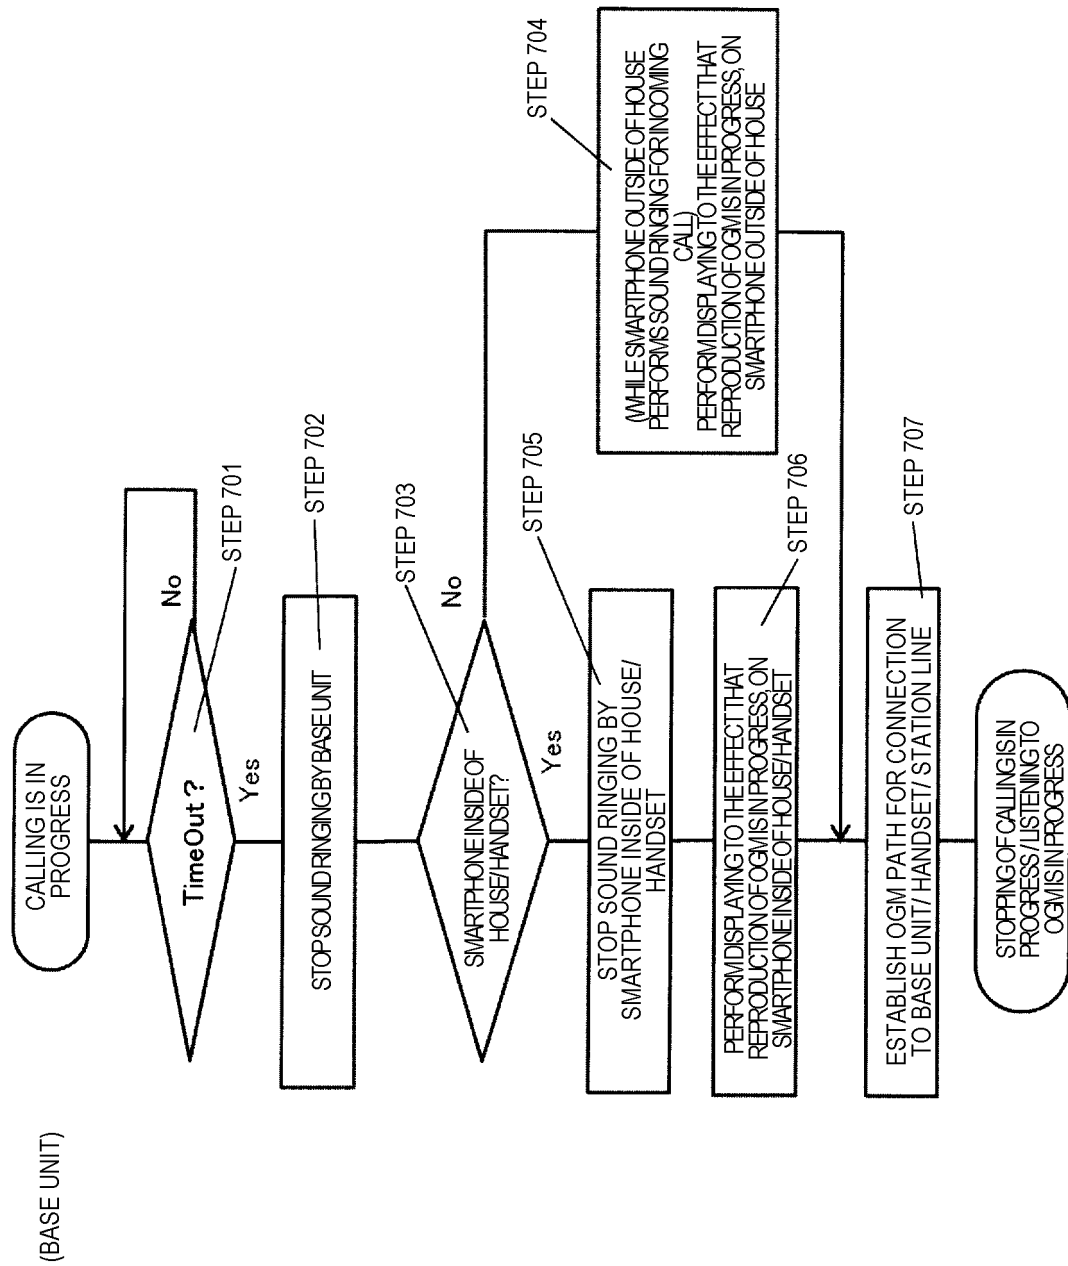 (BASE UNIT)
CALLING IS IN
PROGRESS
TimeOut ?
No
STEP 701
Yes
STOP SOUND RINGING BY BASE UNIT
STEP 702
SMARTPHONE INSIDE OF
HOUSE/ HANDSET?
STEP 703
No
Yes
(WHILE SMARTPHONE OUTSIDE OF HOUSE
PERFORMS SOUND RINGING FOR INCOMING
CALL)
PERFORM DISPLAYING TO THE EFFECT THAT
REPRODUCTION OF OGM IS IN PROGRESS, ON
SMARTPHONE OUTSIDE OF HOUSE
STEP 704
STOP SOUND RINGING BY
SMARTPHONE INSIDE OF HOUSE/
HANDSET
STEP 705
PERFORM DISPLAYING TO THE EFFECT THAT
REPRODUCTION OF OGM IS IN PROGRESS, ON
SMARTPHONE INSIDE OF HOUSE/ HANDSET
STEP 706
ESTABLISH OGM PATH FOR CONNECTION
TO BASE UNIT/ HANDSET/ STATION LINE
STEP 707
STOPPING OF CALLING IS IN
PROGRESS / LISTENING TO
OGM IS IN PROGRESS